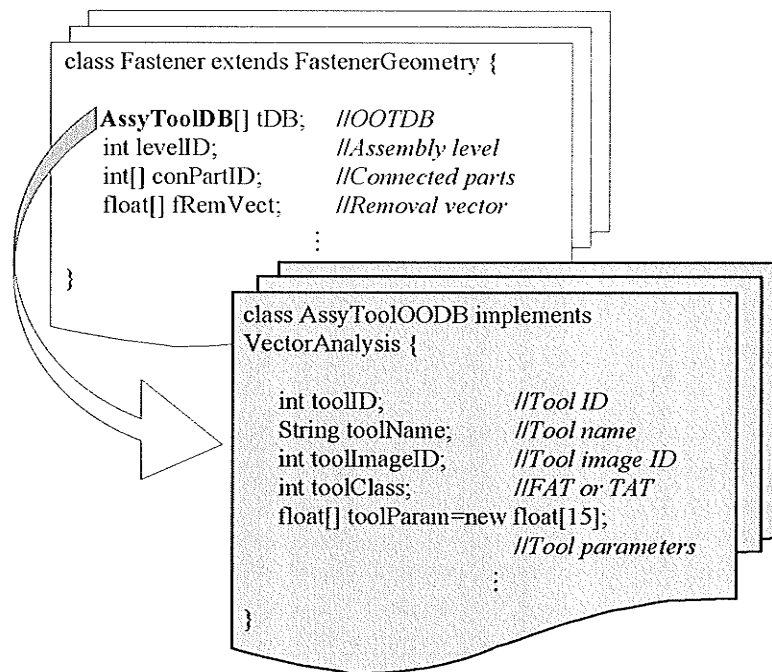 class Fastener extends FastenerGeometry {
AssyToolDB[] tDB; //OOTDB
int levelID; //Assembly level
int[] conPartID; //Connected parts
float[] fRemVect; //Removal vector
⋮
}
class AssyToolOODB implements
VectorAnalysis {
int toolID; //Tool ID
String toolName; //Tool name
int toolImageID; //Tool image ID
int toolClass; //FAT or TAT
float[] toolParam=new float[15];
//Tool parameters
⋮
}